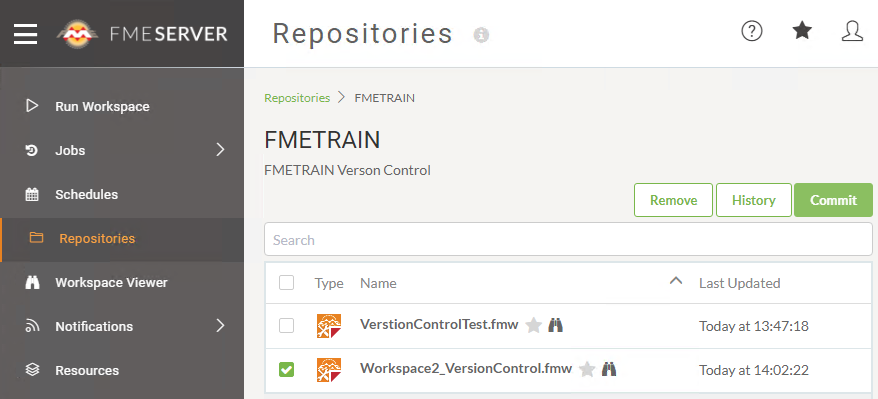 FMESERVER
Repositories
Run Workspace
Jobs
Schedules
Repositories
Workspace Viewer
Notifications
Resources
Repositories > FMETRAIN
FMETRAIN
FMETRAIN Verson Control
Remove History Commit
Search
Type Name Last Updated
VerstionControlTest.fmw Today at 13:47:18
Workspace2_VersionControl.fmw Today at 14:02:22